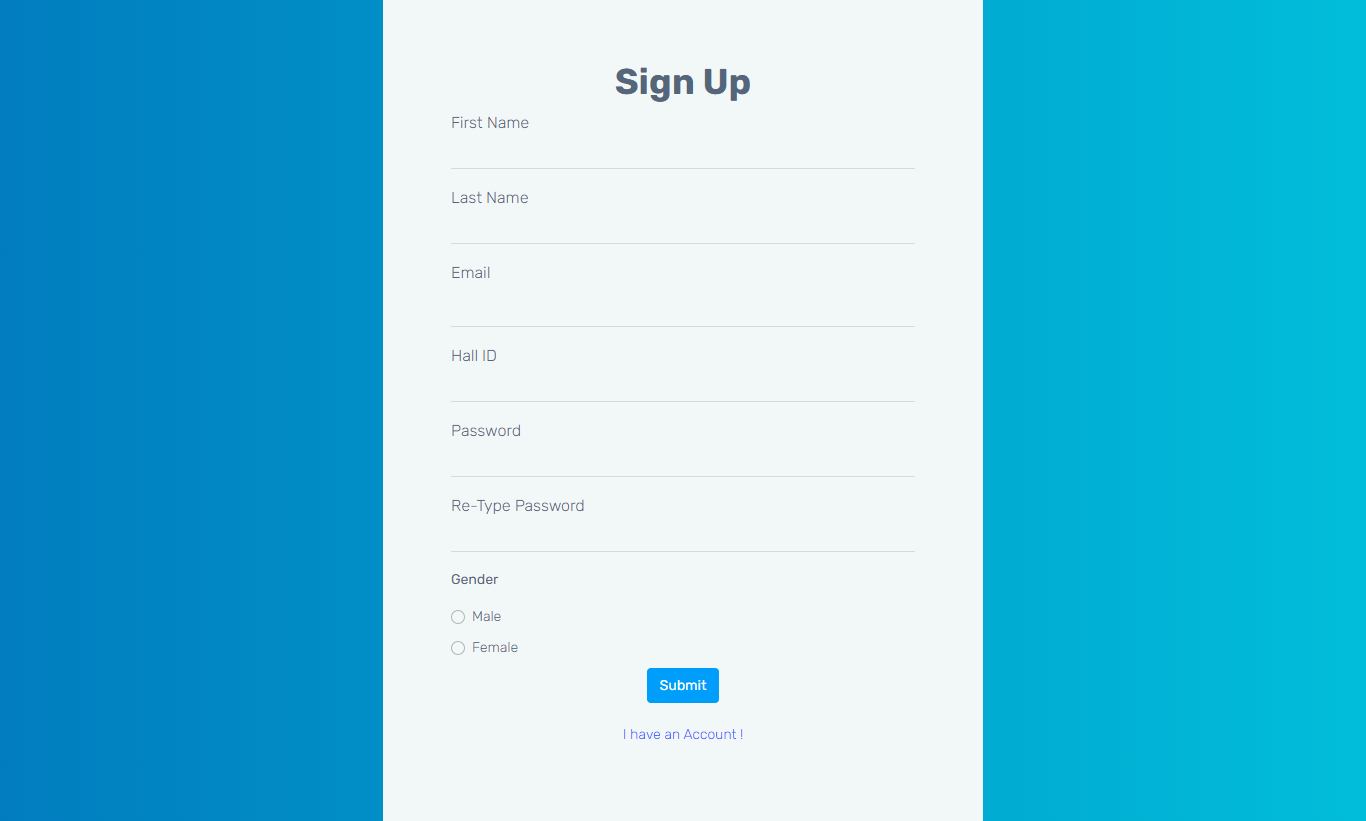 Sign Up
First Name
Last Name
Email
Hall ID
Password
Re-Type Password
Gender
Male
Female
Submit
I have an Account !